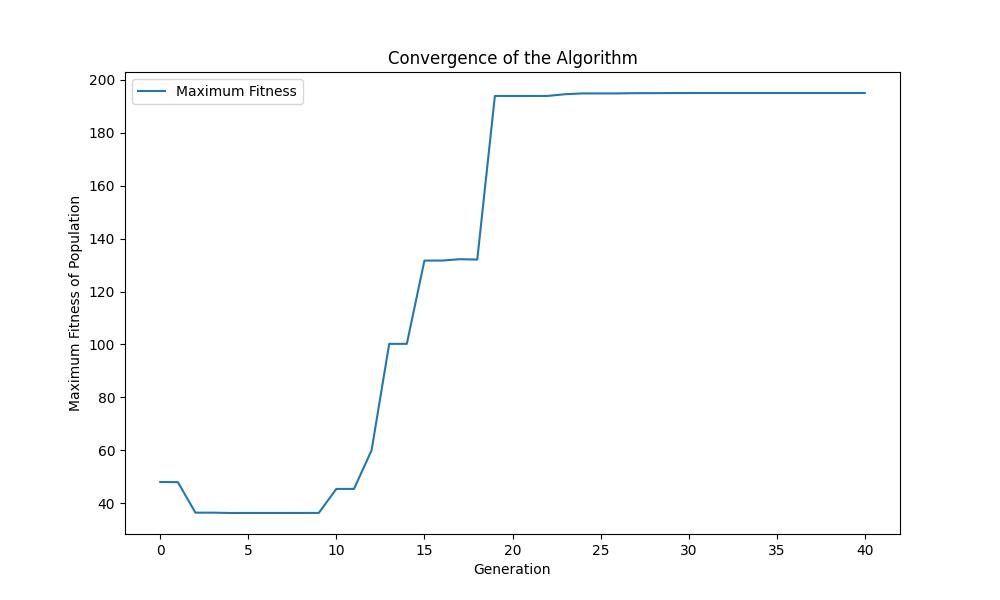 Convergence of the Algorithm
Maximum Fitness
Maximum Fitness of Population
200
180
160
140
120
100
80
60
40
0 5 10 15 20 25 30 35 40
Generation